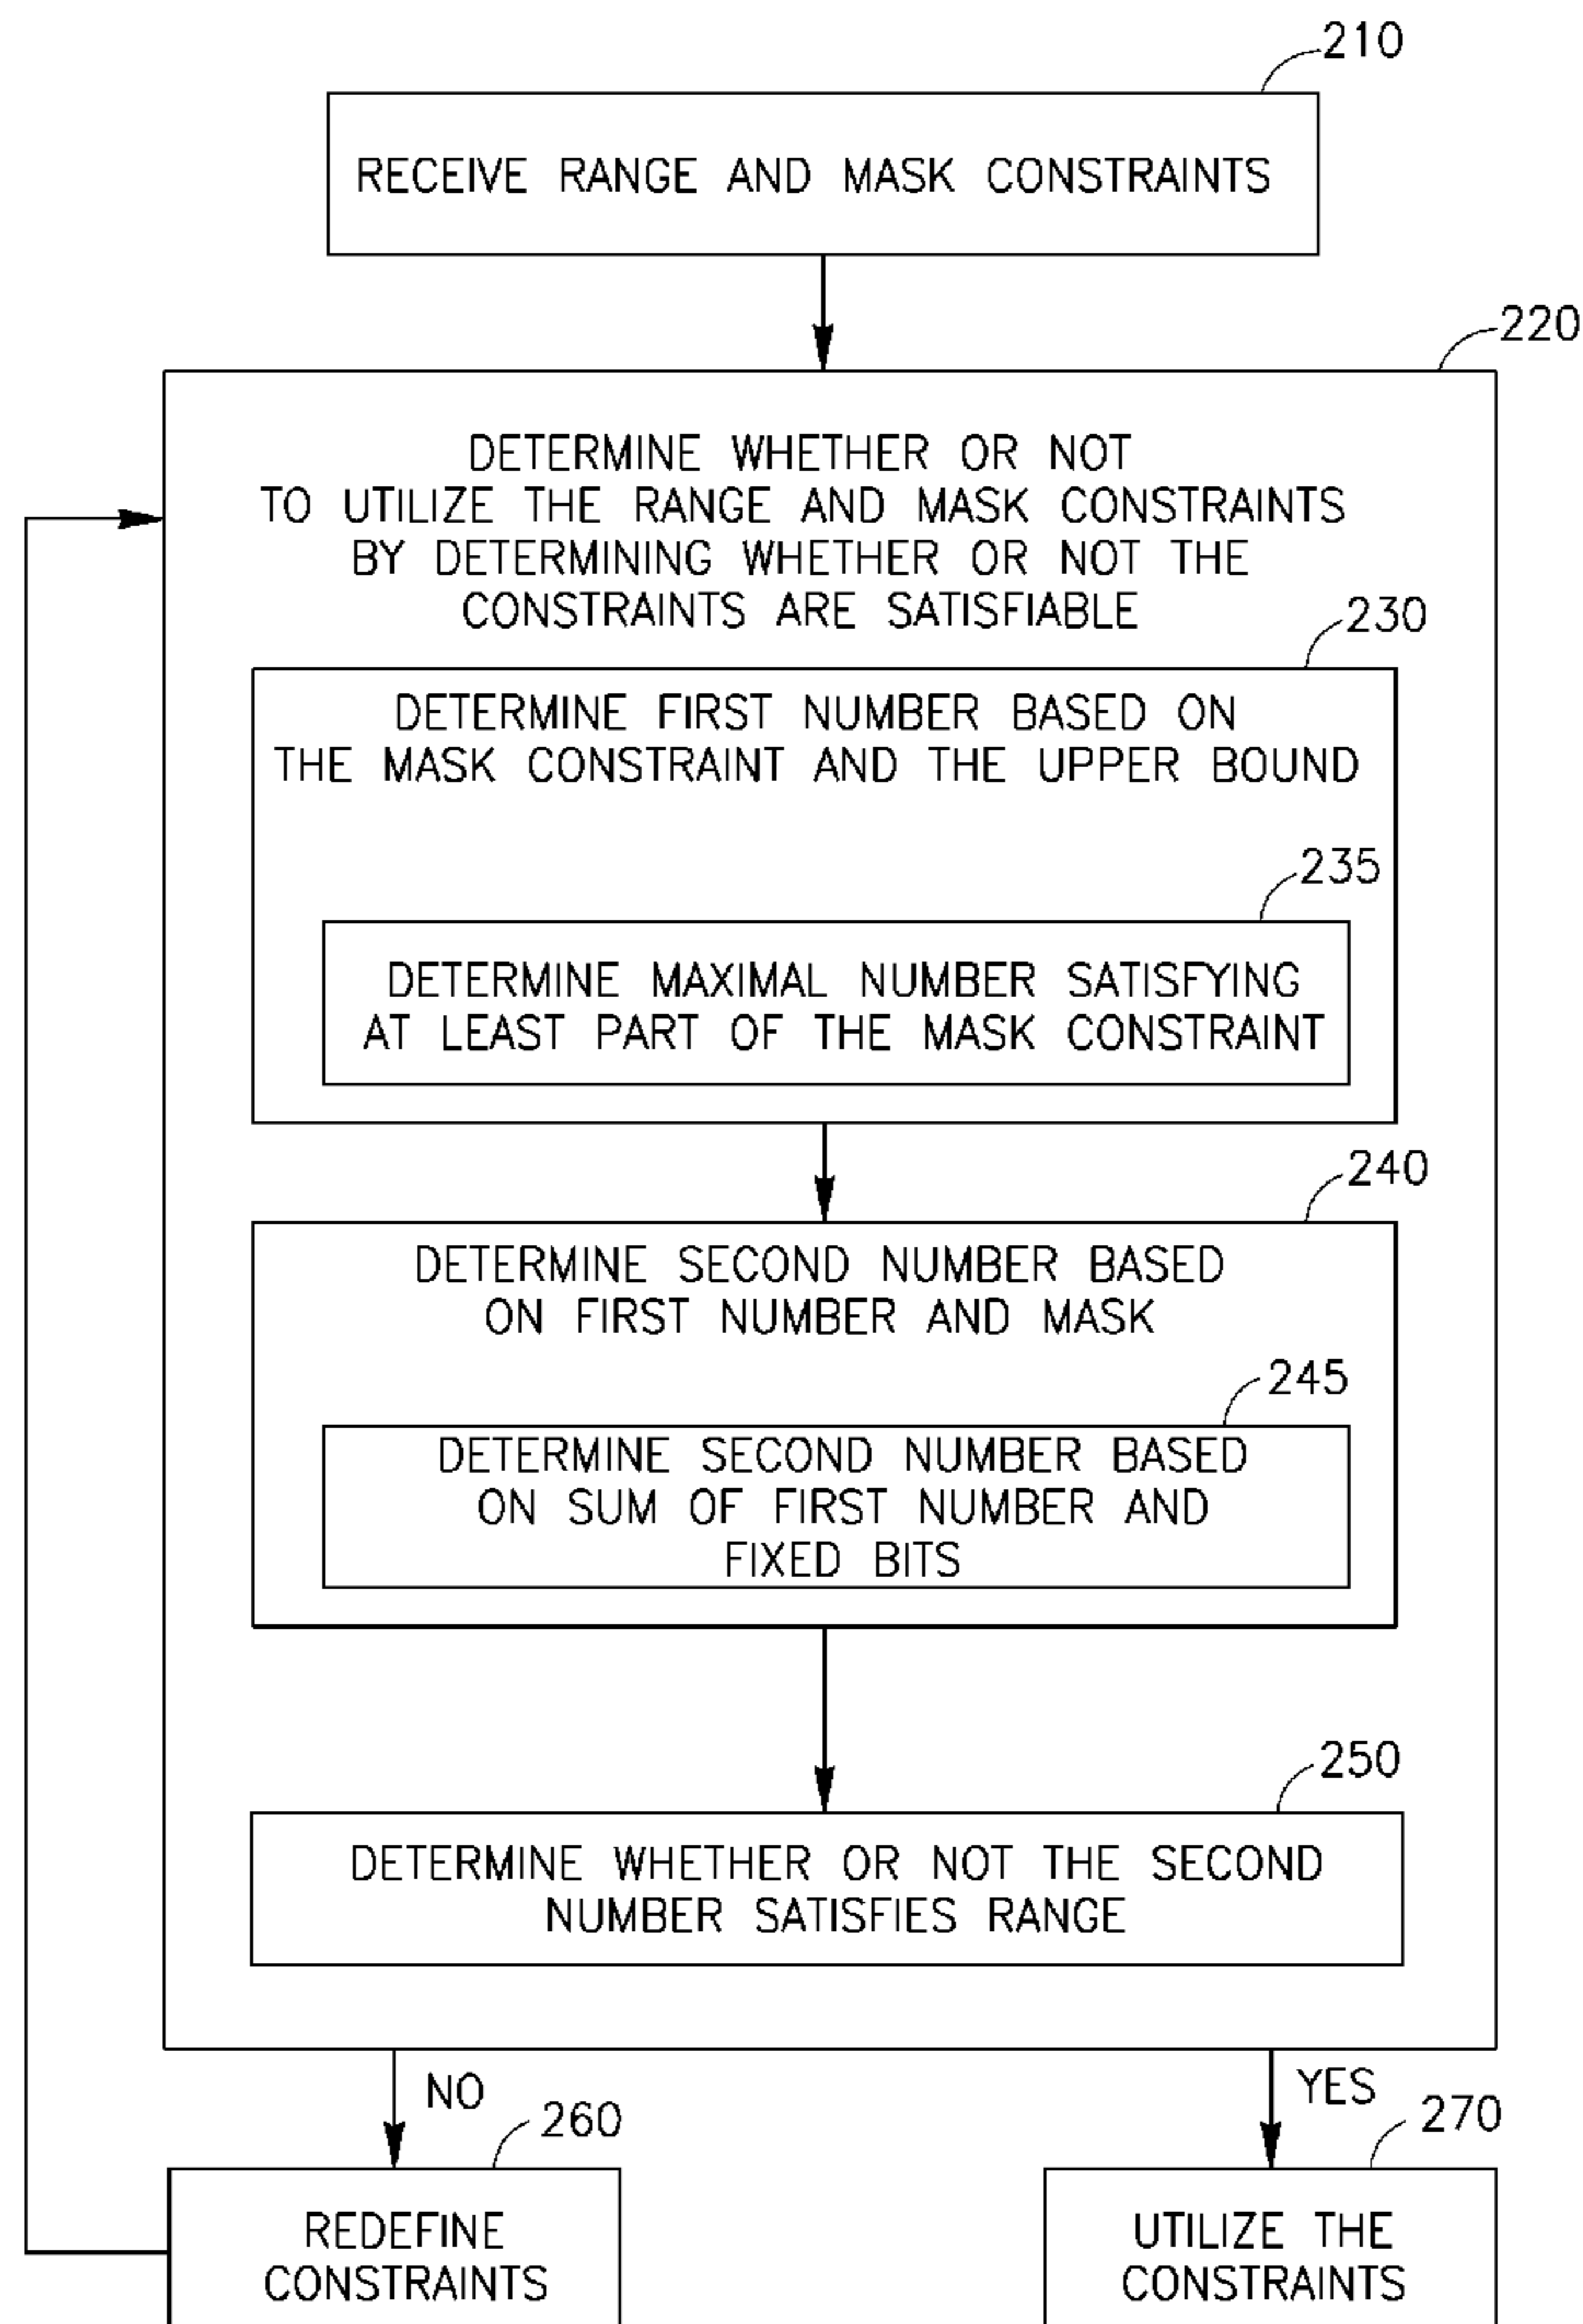 210
RECEIVE RANGE AND MASK CONSTRAINTS
220
DETERMINE WHETHER OR NOT
TO UTILIZE THE RANGE AND MASK CONSTRAINTS
BY DETERMINING WHETHER OR NOT THE
CONSTRAINTS ARE SATISFIABLE
230
DETERMINE FIRST NUMBER BASED ON
THE MASK CONSTRAINT AND THE UPPER BOUND
235
DETERMINE MAXIMAL NUMBER SATISFYING
AT LEAST PART OF THE MASK CONSTRAINT
240
DETERMINE SECOND NUMBER BASED
ON FIRST NUMBER AND MASK
245
DETERMINE SECOND NUMBER BASED
ON SUM OF FIRST NUMBER AND
FIXED BITS
250
DETERMINE WHETHER OR NOT THE SECOND
NUMBER SATISFIES RANGE
NO
YES
260
270
REDEFINE
CONSTRAINTS
UTILIZE THE
CONSTRAINTS